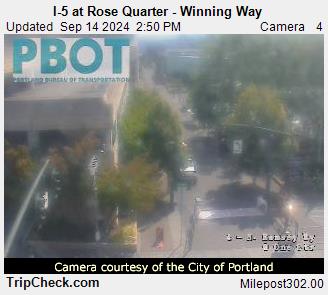 I-5 at Rose Quarter - Winning Way
Updated Sep 14 2024 2:50 PM Camera 4
PBOT
PORTLAND BUREAU OF TRANSPORTATION
Camera courtesy of the City of Portland
TripCheck.com Milepost302.00